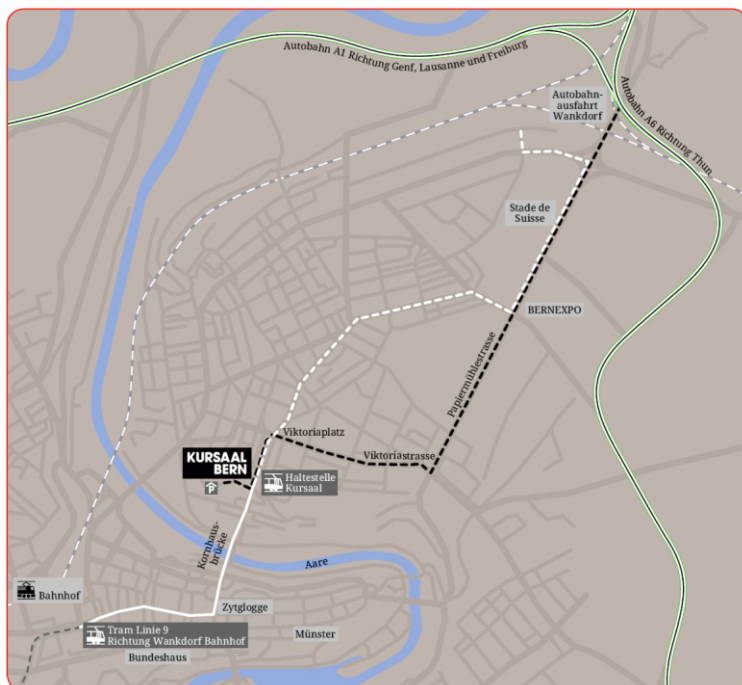 Autobahn A1 Richtung Genf, Lausanne und Freiburg
Autobahn-
ausfahrt
Wankdorf
Autobahn A6 Richtung Thun
Stade de
Suisse
BERNEXPO
Papiermühlestrasse
Viktoriaplatz
Viktoriastrasse
KURSAAL
BERN
P
Haltestelle
Kursaal
Kornhaus-
brücke
Aare
Bahnhof
Zytglogge
Tram Linie 9
Richtung Wankdorf Bahnhof
Münster
Bundeshaus